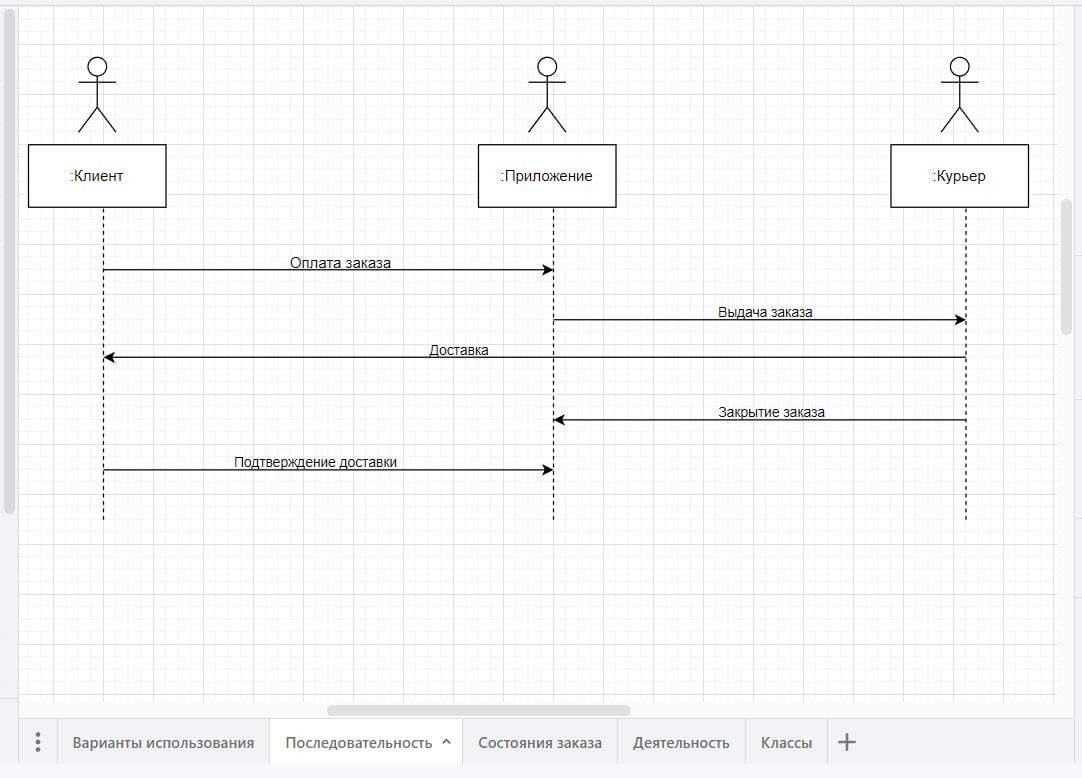 :Клиент
:Приложение
:Курьер
Оплата заказа
Выдача заказа
Доставка
Закрытие заказа
Подтверждение доставки
Варианты использования
Последовательность
Состояния заказа
Деятельность
Классы